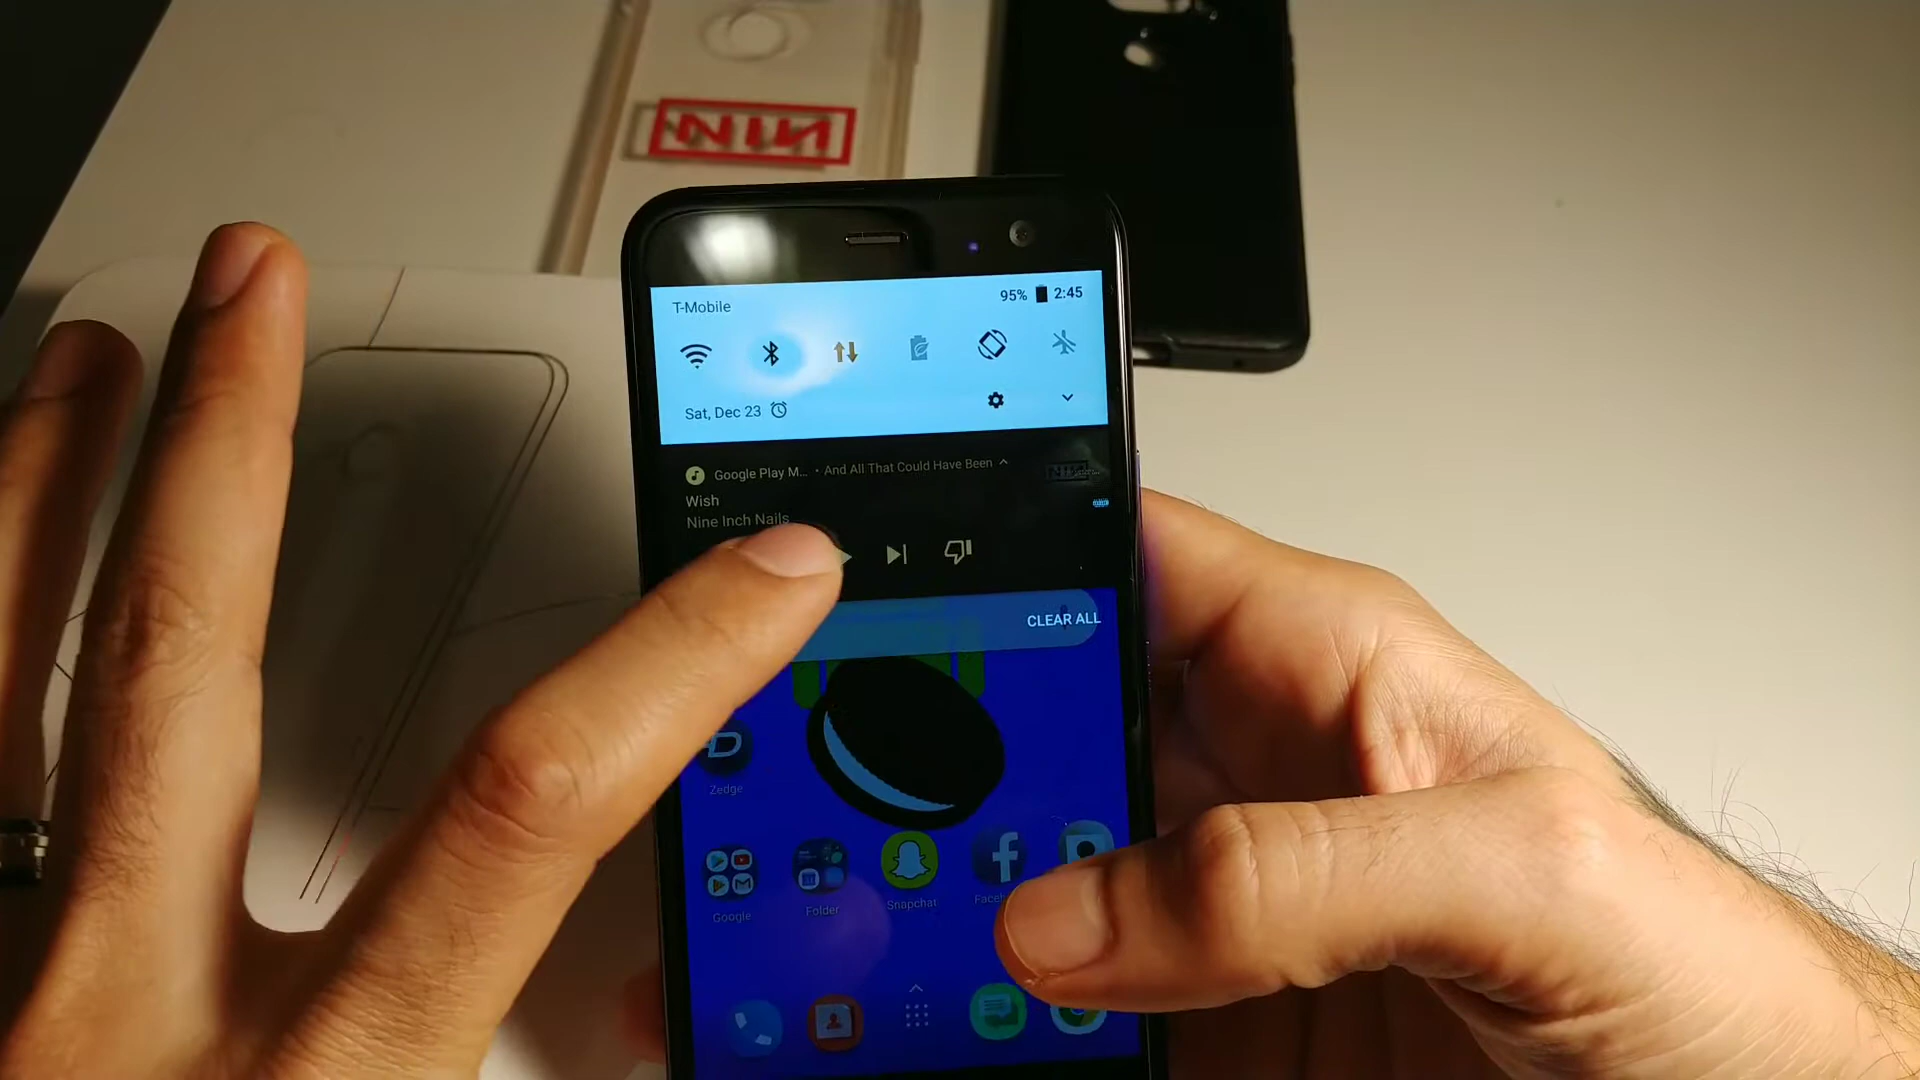 NIN
T-Mobile
95% 2:45
Sat, Dec 23
Google Play M... • And All That Could Have Been
Wish
Nine Inch Nails
CLEAR ALL
Zedge
Google
Folder
Snapchat